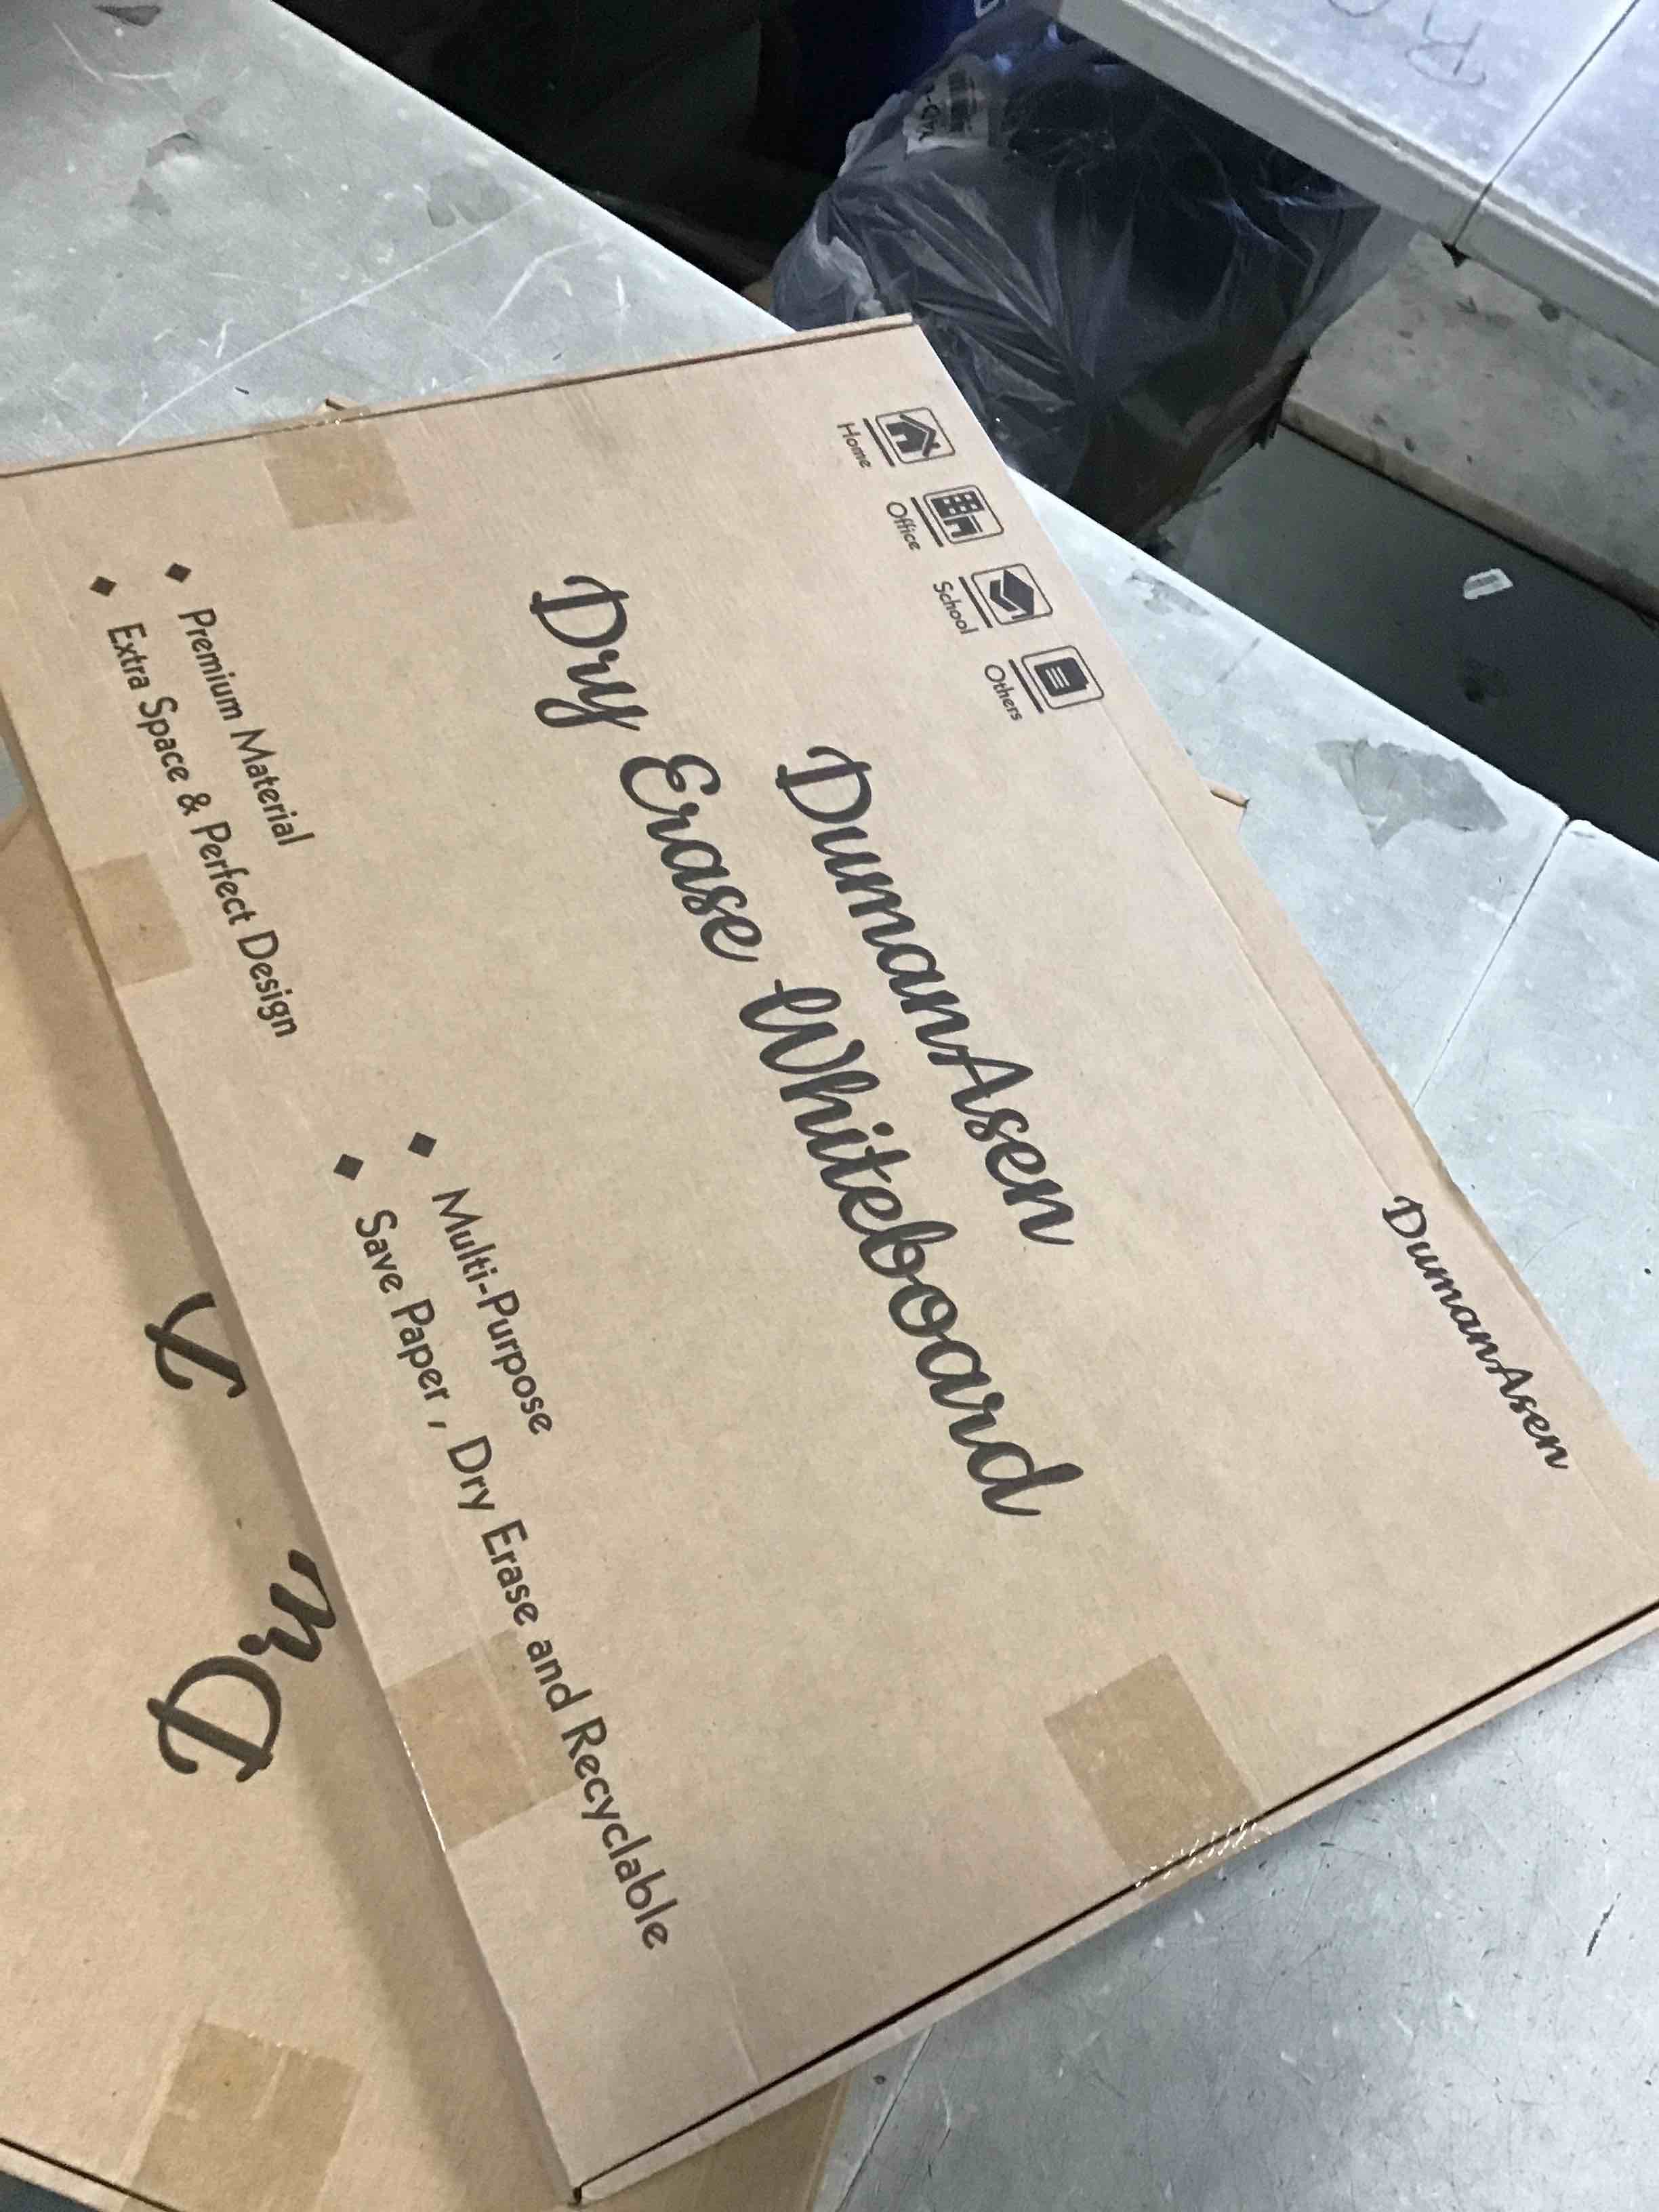 Home
Office
School
Others
DumanAsen
DumanAsen
Dry Erase Whiteboard
Premium Material
Extra Space & Perfect Design
Multi-Purpose
Save Paper , Dry Erase and Recyclable